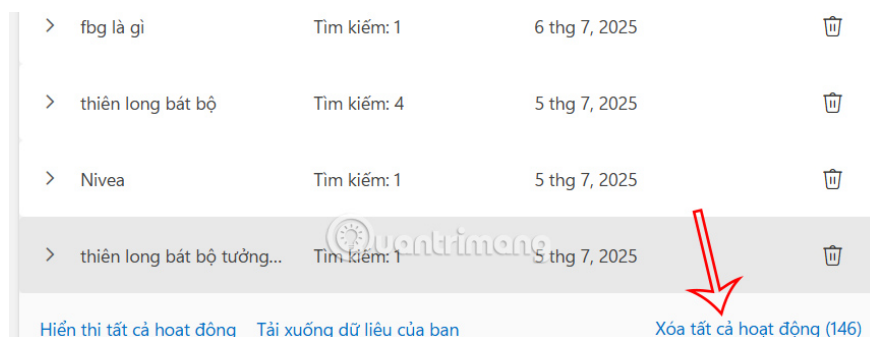 fbg là gì Tìm kiếm: 1 6 thg 7, 2025
thiên long bát bộ Tìm kiếm: 4 5 thg 7, 2025
Nivea Tìm kiếm: 1 5 thg 7, 2025
thiên long bát bộ tưởng... Tìm kiếm: 1 5 thg 7, 2025
Quantrimang
Hiển thị tất cả hoạt động Tải xuống dữ liệu của bạn Xóa tất cả hoạt động (146)